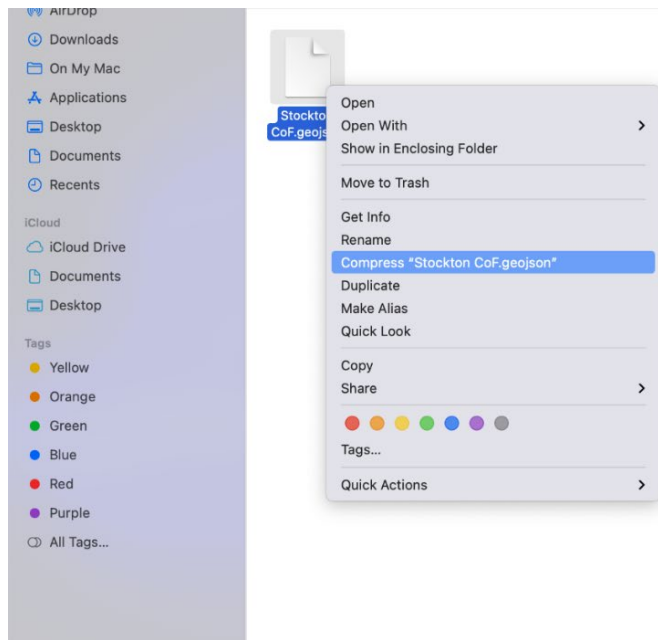 AirDrop
Downloads
On My Mac
Applications
Desktop
Documents
Recents
iCloud
iCloud Drive
Documents
Desktop
Tags
Yellow
Orange
Green
Blue
Red
Purple
All Tags...
Stockto
CoF.geojs
Open
Open With
Show in Enclosing Folder
Move to Trash
Get Info
Rename
Compress “Stockton CoF.geojson”
Duplicate
Make Alias
Quick Look
Copy
Share
Tags...
Quick Actions